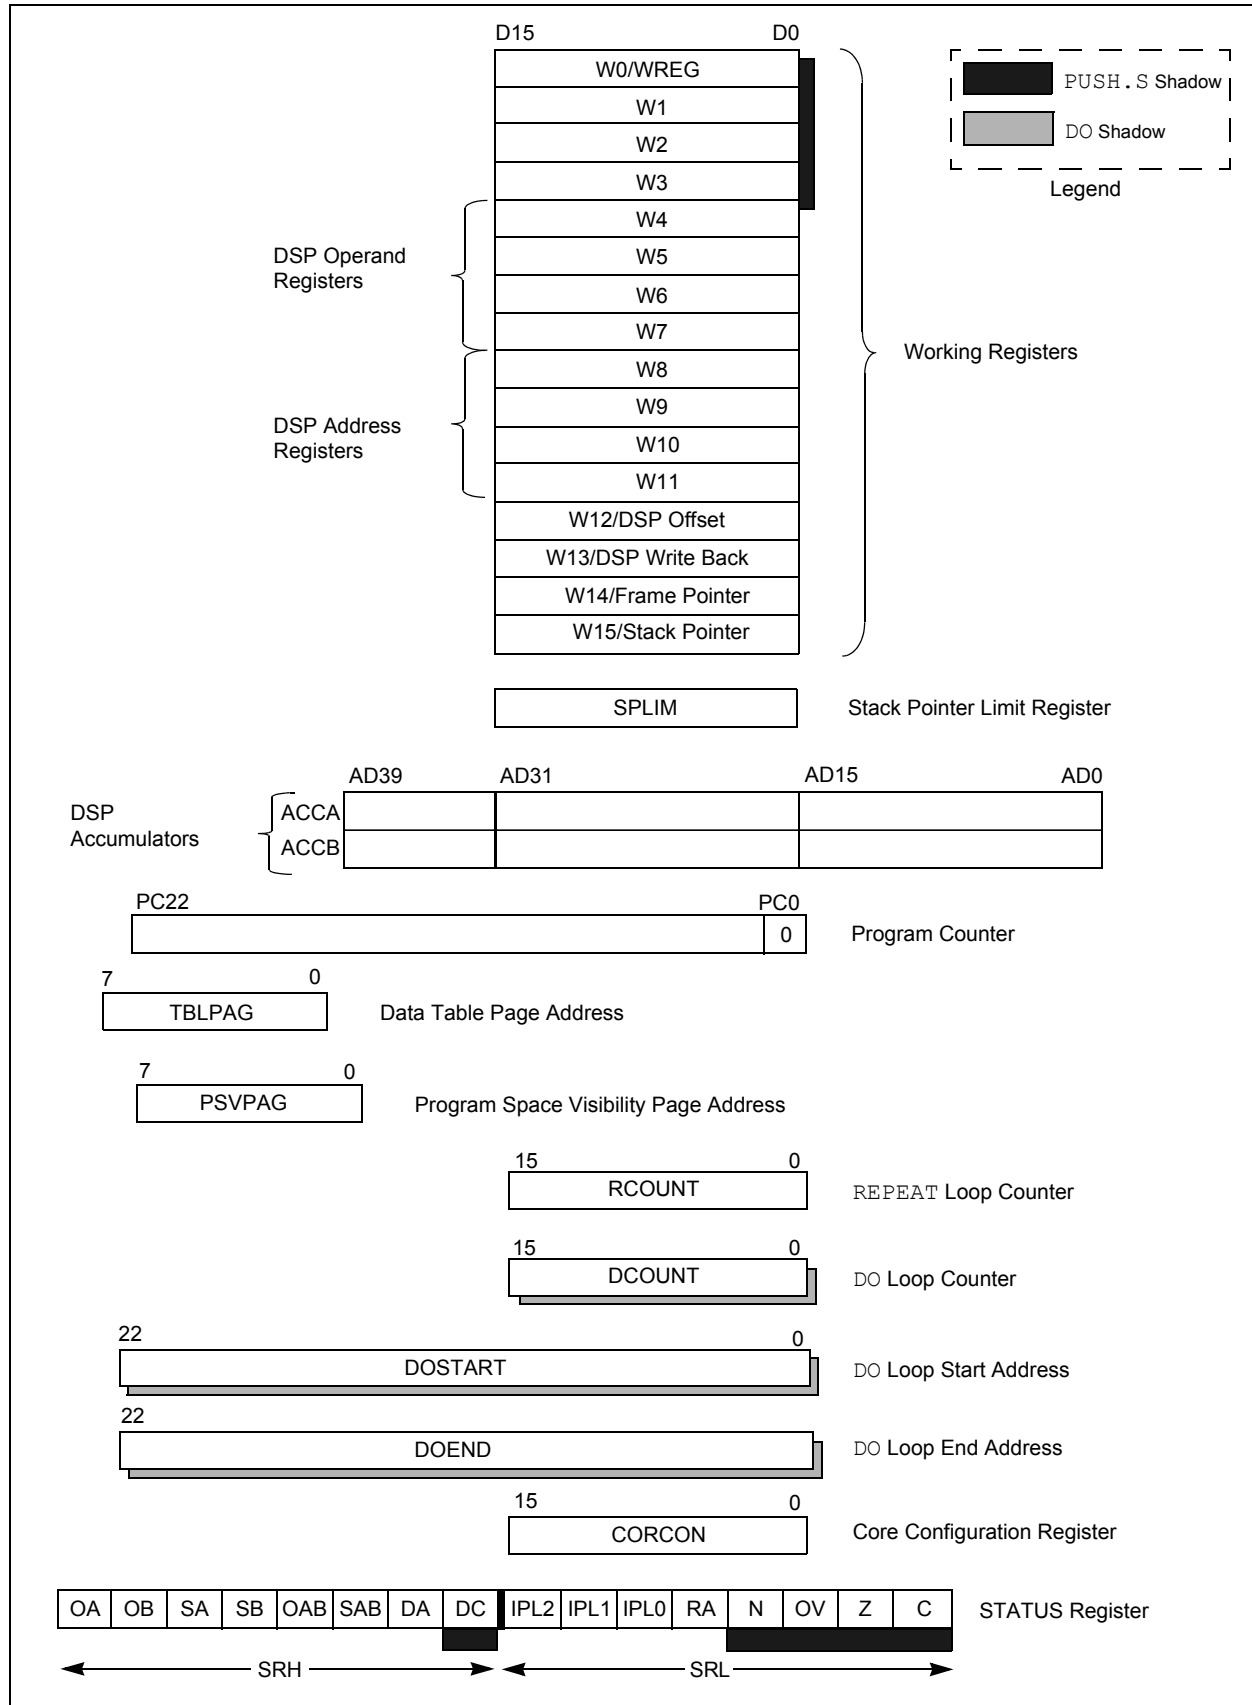 D15 D0
W0/WREG
PUSH.S Shadow
W1
DO Shadow
W2
W3
Legend
W4
DSP Operand
Registers
W5
W6
W7
Working Registers
W8
W9
DSP Address
Registers
W10
W11
W12/DSP Offset
W13/DSP Write Back
W14/Frame Pointer
W15/Stack Pointer
SPLIM Stack Pointer Limit Register
AD39 AD31 AD15 AD0
DSP
Accumulators
ACCA
ACCB
PC22 PC0
0 Program Counter
7 0
TBLPAG Data Table Page Address
7 0
PSVPAG Program Space Visibility Page Address
15 0
RCOUNT REPEAT Loop Counter
15 0
DCOUNT DO Loop Counter
22 0
DOSTART DO Loop Start Address
22
DOEND DO Loop End Address
15 0
CORCON Core Configuration Register
OA OB SA SB OAB SAB DA DC IPL2 IPL1 IPL0 RA N OV Z C STATUS Register
SRH SRL